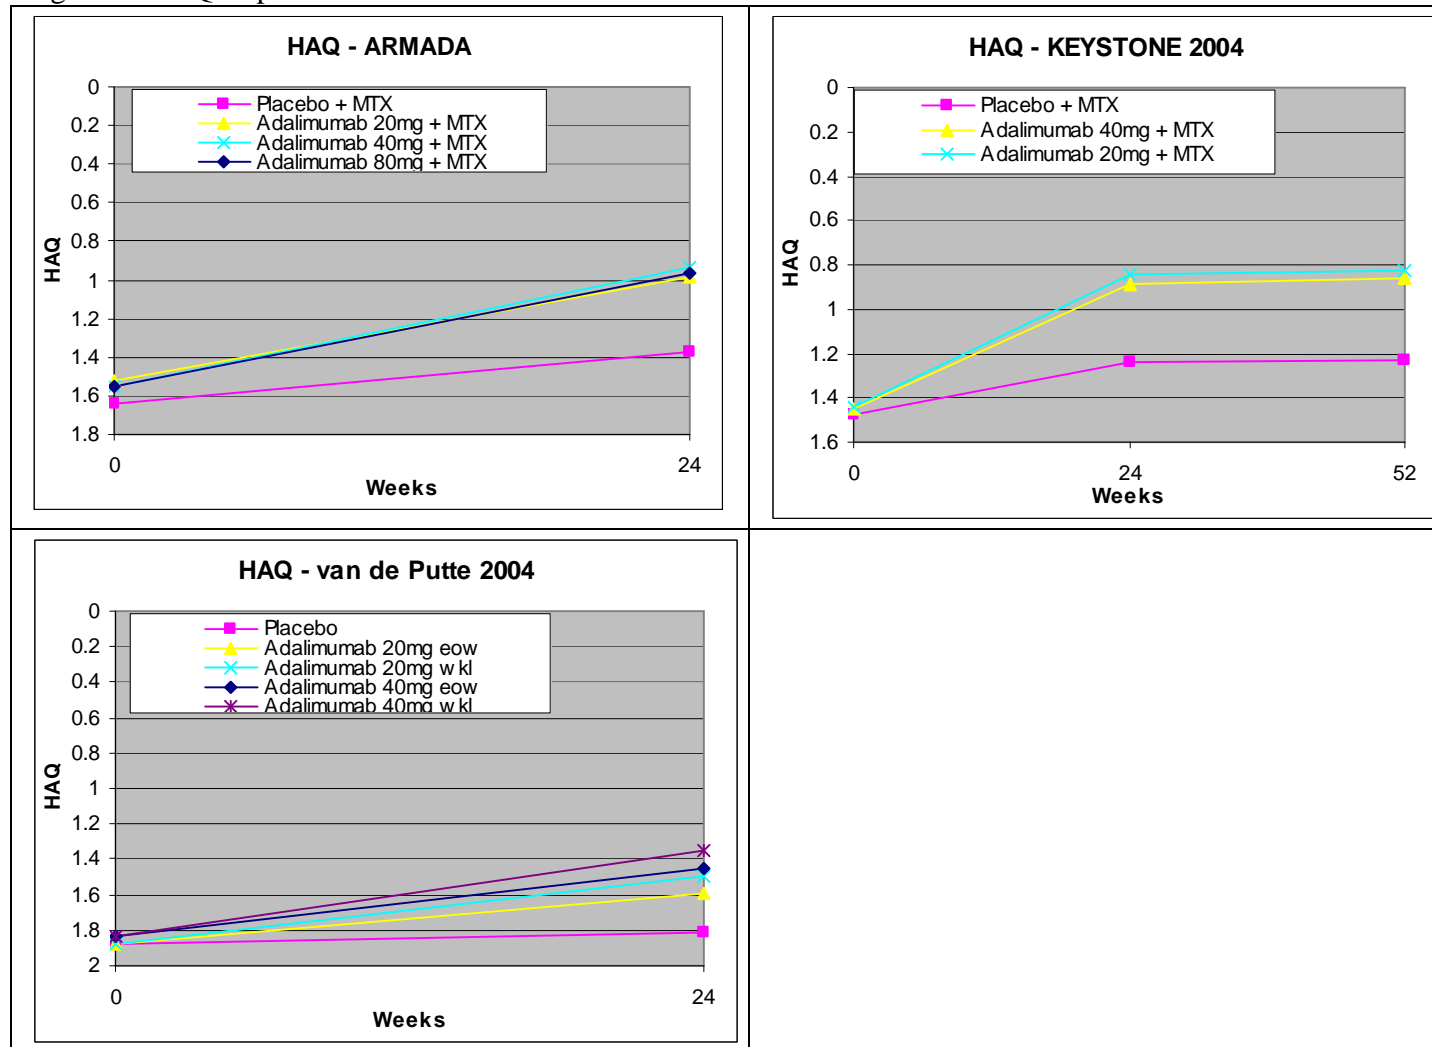 HAQ - ARMADA
0
0.2
0.4
0.6
0.8
1
1.2
1.4
1.6
1.8
HAQ
Placebo + MTX
Adalimumab 20mg + MTX
Adalimumab 40mg + MTX
Adalimumab 80mg + MTX
0
24
Weeks
HAQ - KEYSTONE 2004
0
0.2
0.4
0.6
0.8
1
1.2
1.4
1.6
HAQ
Placebo + MTX
Adalimumab 40mg + MTX
Adalimumab 20mg + MTX
0
24
52
Weeks
HAQ - van de Putte 2004
0
0.2
0.4
0.6
0.8
1
1.2
1.4
1.6
1.8
2
HAQ
Placebo
Adalimumab 20mg eow
Adalimumab 20mg wkl
Adalimumab 40mg eow
Adalimumab 40mg wkl
0
24
Weeks